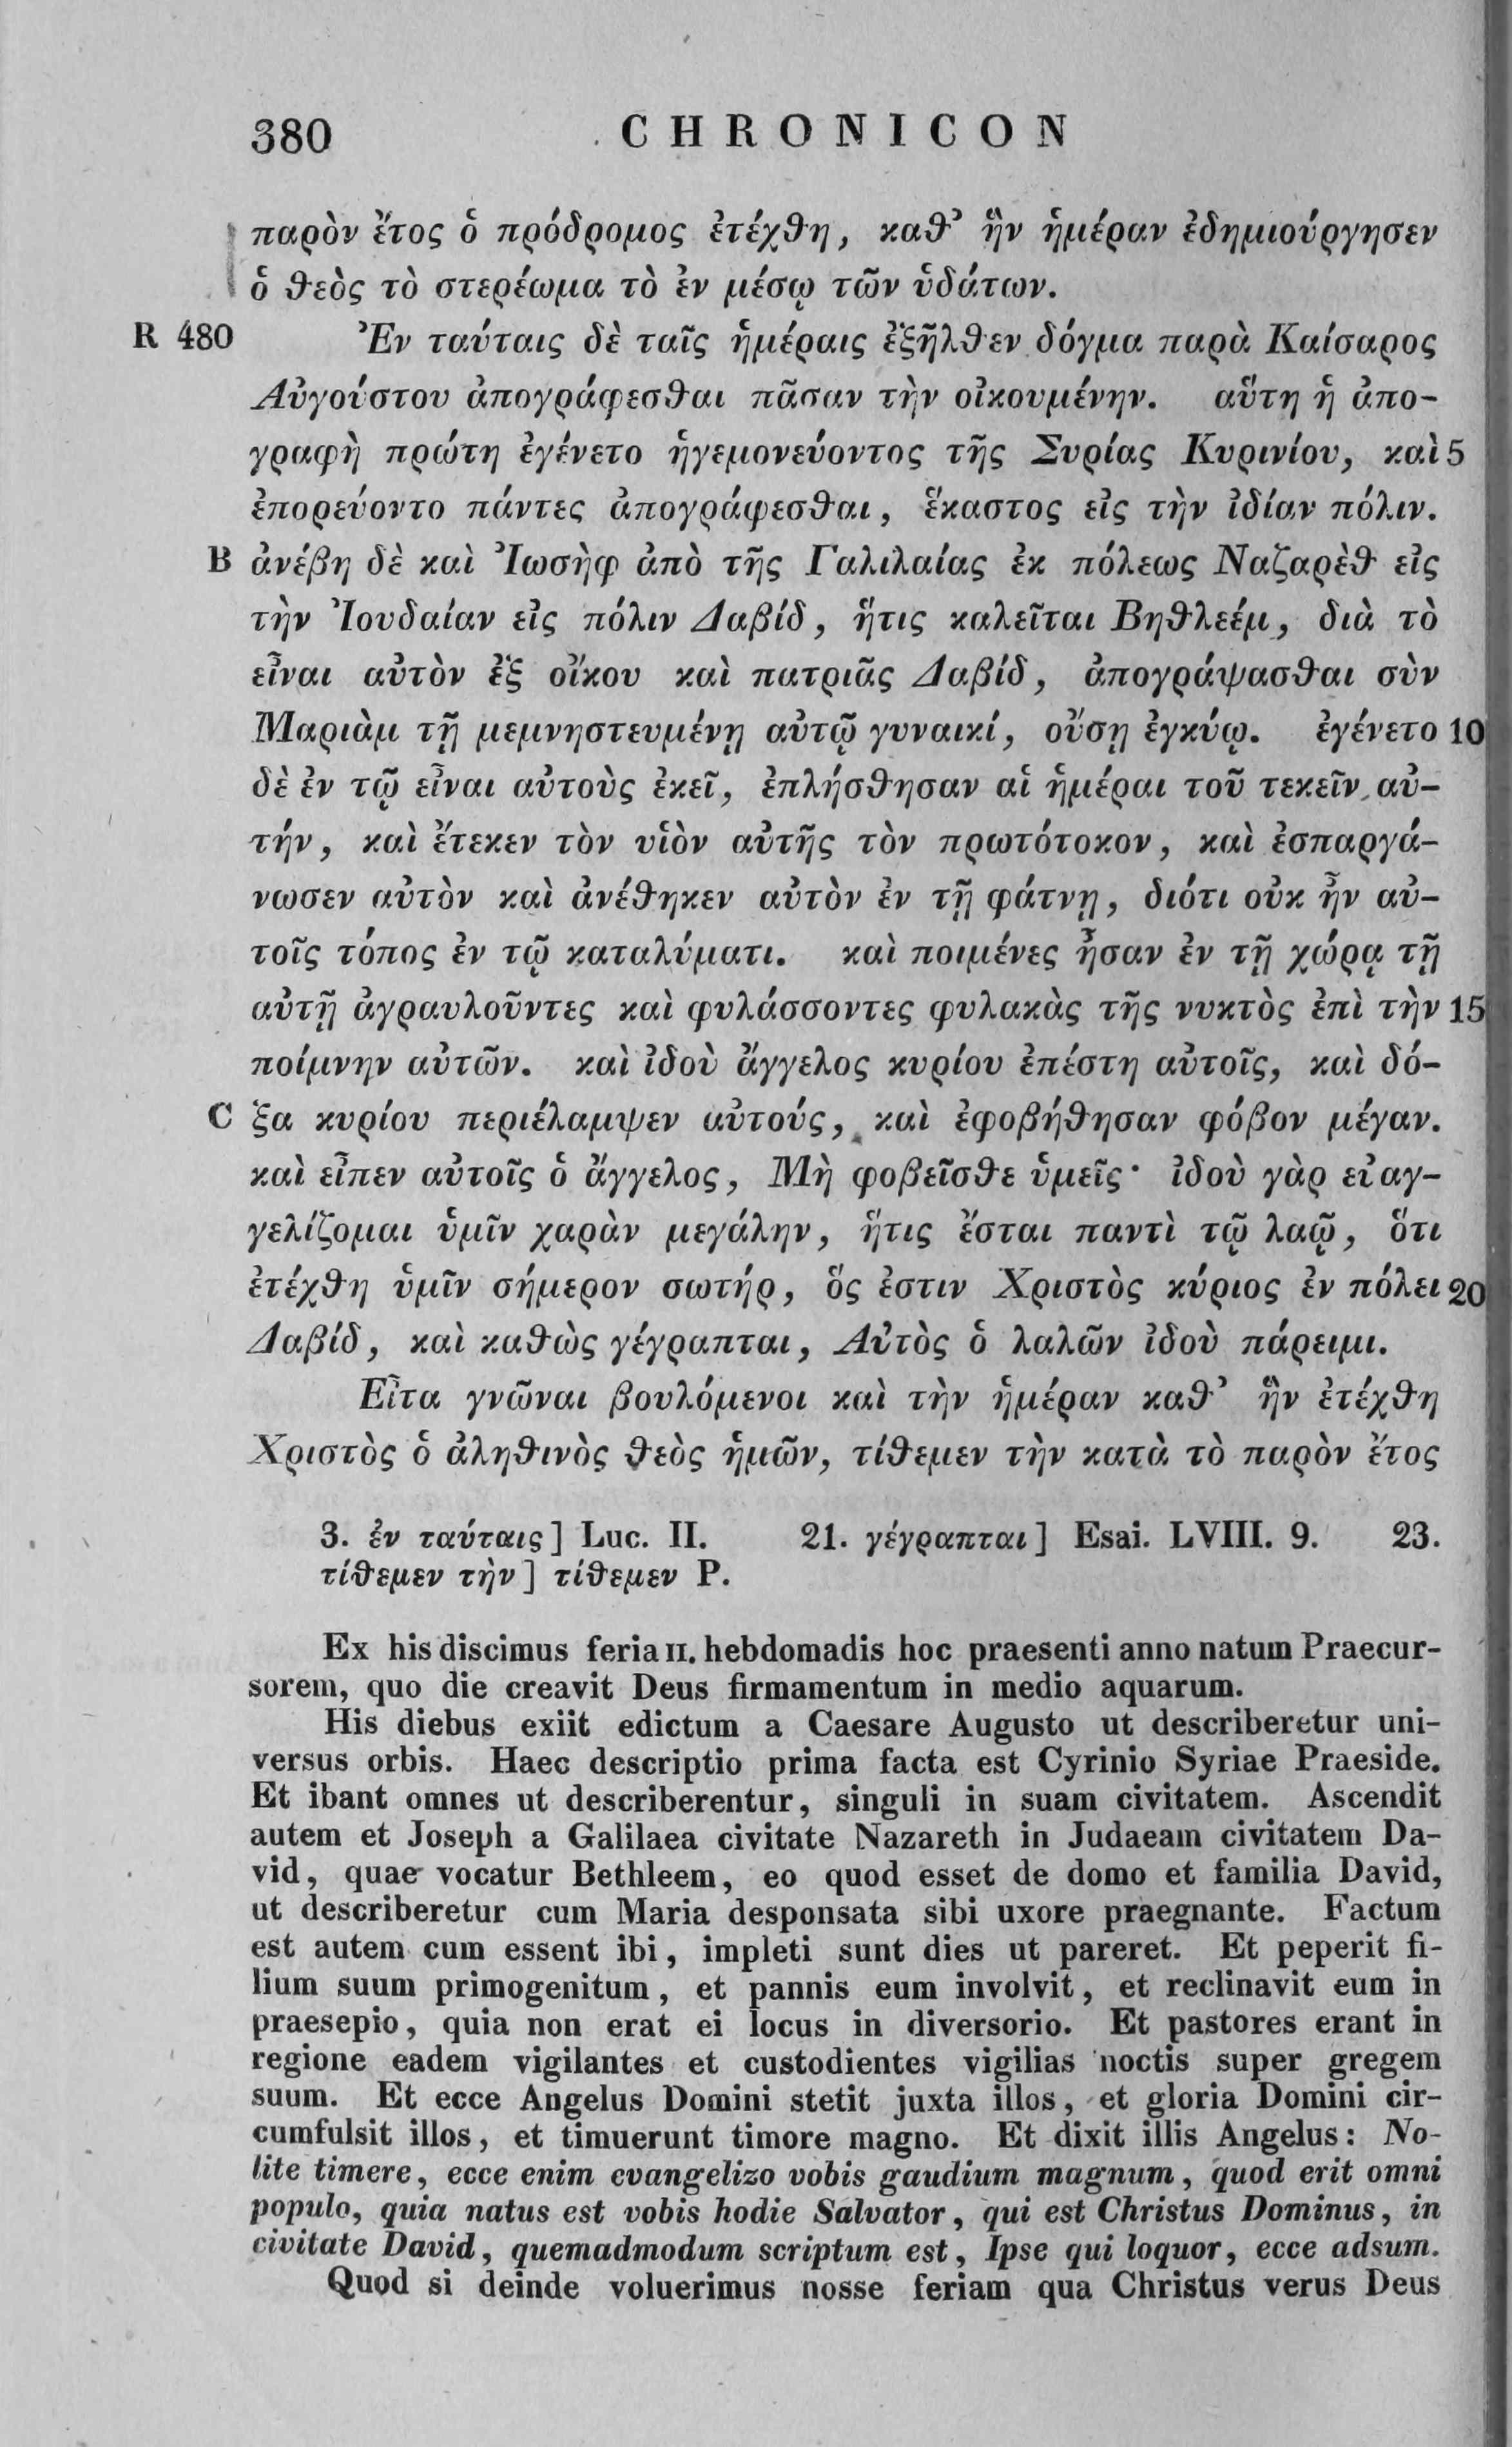 380 CHRONICON
παρὸν ἔτος ὁ πρόδρομος ἐτέχθη, καθ᾽ ἣν ἡμέραν ἐδημιούργησεν
ὁ θεὸς τὸ στερέωμα τὸ ἐν μέσῳ τῶν ὑδάτων.
R 480 Ἐν ταύταις δὲ ταῖς ἡμέραις ἐξῆλθεν δόγμα παρὰ Καίσαρος
Αὐγούστου ἀπογράφεσθαι πᾶσαν τὴν οἰκουμένην. αὕτη ἡ ἀπο-
γραφὴ πρώτη ἐγένετο ἡγεμονεύοντος τῆς Συρίας Κυρινίου, καὶ 5
ἐπορεύοντο πάντες ἀπογράφεσθαι, ἕκαστος εἰς τὴν ἰδίαν πόλιν.
B ἀνέβη δὲ καὶ Ἰωσὴφ ἀπὸ τῆς Γαλιλαίας ἐκ πόλεως Ναζαρὲθ εἰς
τὴν Ἰουδαίαν εἰς πόλιν Δαβίδ, ἥτις καλεῖται Βηθλεέμ, διὰ τὸ
εἶναι αὐτὸν ἐξ οἴκου καὶ πατριᾶς Δαβίδ, ἀπογράψασθαι σὺν
Μαριὰμ τῇ μεμνηστευμένῃ αὐτῷ γυναικί, οὔσῃ ἐγκύῳ. ἐγένετο 10
δὲ ἐν τῷ εἶναι αὐτοὺς ἐκεῖ, ἐπλήσθησαν αἱ ἡμέραι τοῦ τεκεῖν αὐ-
τήν, καὶ ἔτεκεν τὸν υἱὸν αὐτῆς τὸν πρωτότοκον, καὶ ἐσπαργά-
νωσεν αὐτὸν καὶ ἀνέθηκεν αὐτὸν ἐν τῇ φάτνῃ, διότι οὐκ ἦν αὐ-
τοῖς τόπος ἐν τῷ καταλύματι. καὶ ποιμένες ἦσαν ἐν τῇ χώρᾳ τῇ
αὐτῇ ἀγραυλοῦντες καὶ φυλάσσοντες φυλακὰς τῆς νυκτὸς ἐπὶ τὴν 15
ποίμνην αὐτῶν. καὶ ἰδοὺ ἄγγελος κυρίου ἐπέστη αὐτοῖς, καὶ δό-
C ξα κυρίου περιέλαμψεν αὐτούς, καὶ ἐφοβήθησαν φόβον μέγαν.
καὶ εἶπεν αὐτοῖς ὁ ἄγγελος, Μὴ φοβεῖσθε ὑμεῖς· ἰδοὺ γὰρ εὐαγ-
γελίζομαι ὑμῖν χαρὰν μεγάλην, ἥτις ἔσται παντὶ τῷ λαῷ, ὅτι
ἐτέχθη ὑμῖν σήμερον σωτήρ, ὅς ἐστιν Χριστὸς κύριος ἐν πόλει 20
Δαβίδ, καὶ καθὼς γέγραπται, Αὐτὸς ὁ λαλῶν ἰδοὺ πάρειμι.
Εἶτα γνῶναι βουλόμενοι καὶ τὴν ἡμέραν καθ᾽ ἣν ἐτέχθη
Χριστὸς ὁ ἀληθινὸς θεὸς ἡμῶν, τίθεμεν τὴν κατὰ τὸ παρὸν ἔτος
3. ἐν ταύταις] Luc. II. 21. γέγραπται] Esai. LVIII. 9. 23.
τίθεμεν τὴν] τίθεμεν P.
Ex his discimus feria II. hebdomadis hoc praesenti anno natum Praecur-
sorem, quo die creavit Deus firmamentum in medio aquarum.
His diebus exiit edictum a Caesare Augusto ut describeretur uni-
versus orbis. Haec descriptio prima facta est Cyrinio Syriae Praeside.
Et ibant omnes ut describerentur, singuli in suam civitatem. Ascendit
autem et Joseph a Galilaea civitate Nazareth in Judaeam civitatem Da-
vid, quae vocatur Bethleem, eo quod esset de domo et familia David,
ut describeretur cum Maria desponsata sibi uxore praegnante. Factum
est autem cum essent ibi, impleti sunt dies ut pareret. Et peperit fi-
lium suum primogenitum, et pannis eum involvit, et reclinavit eum in
praesepio, quia non erat ei locus in diversorio. Et pastores erant in
regione eadem vigilantes et custodientes vigilias noctis super gregem
suum. Et ecce Angelus Domini stetit juxta illos, et gloria Domini cir-
cumfulsit illos, et timuerunt timore magno. Et dixit illis Angelus: No-
lite timere, ecce enim evangelizo vobis gaudium magnum, quod erit omni
populo, quia natus est vobis hodie Salvator, qui est Christus Dominus, in
civitate David, quemadmodum scriptum est, Ipse qui loquor, ecce adsum.
Quod si deinde voluerimus nosse feriam qua Christus verus Deus